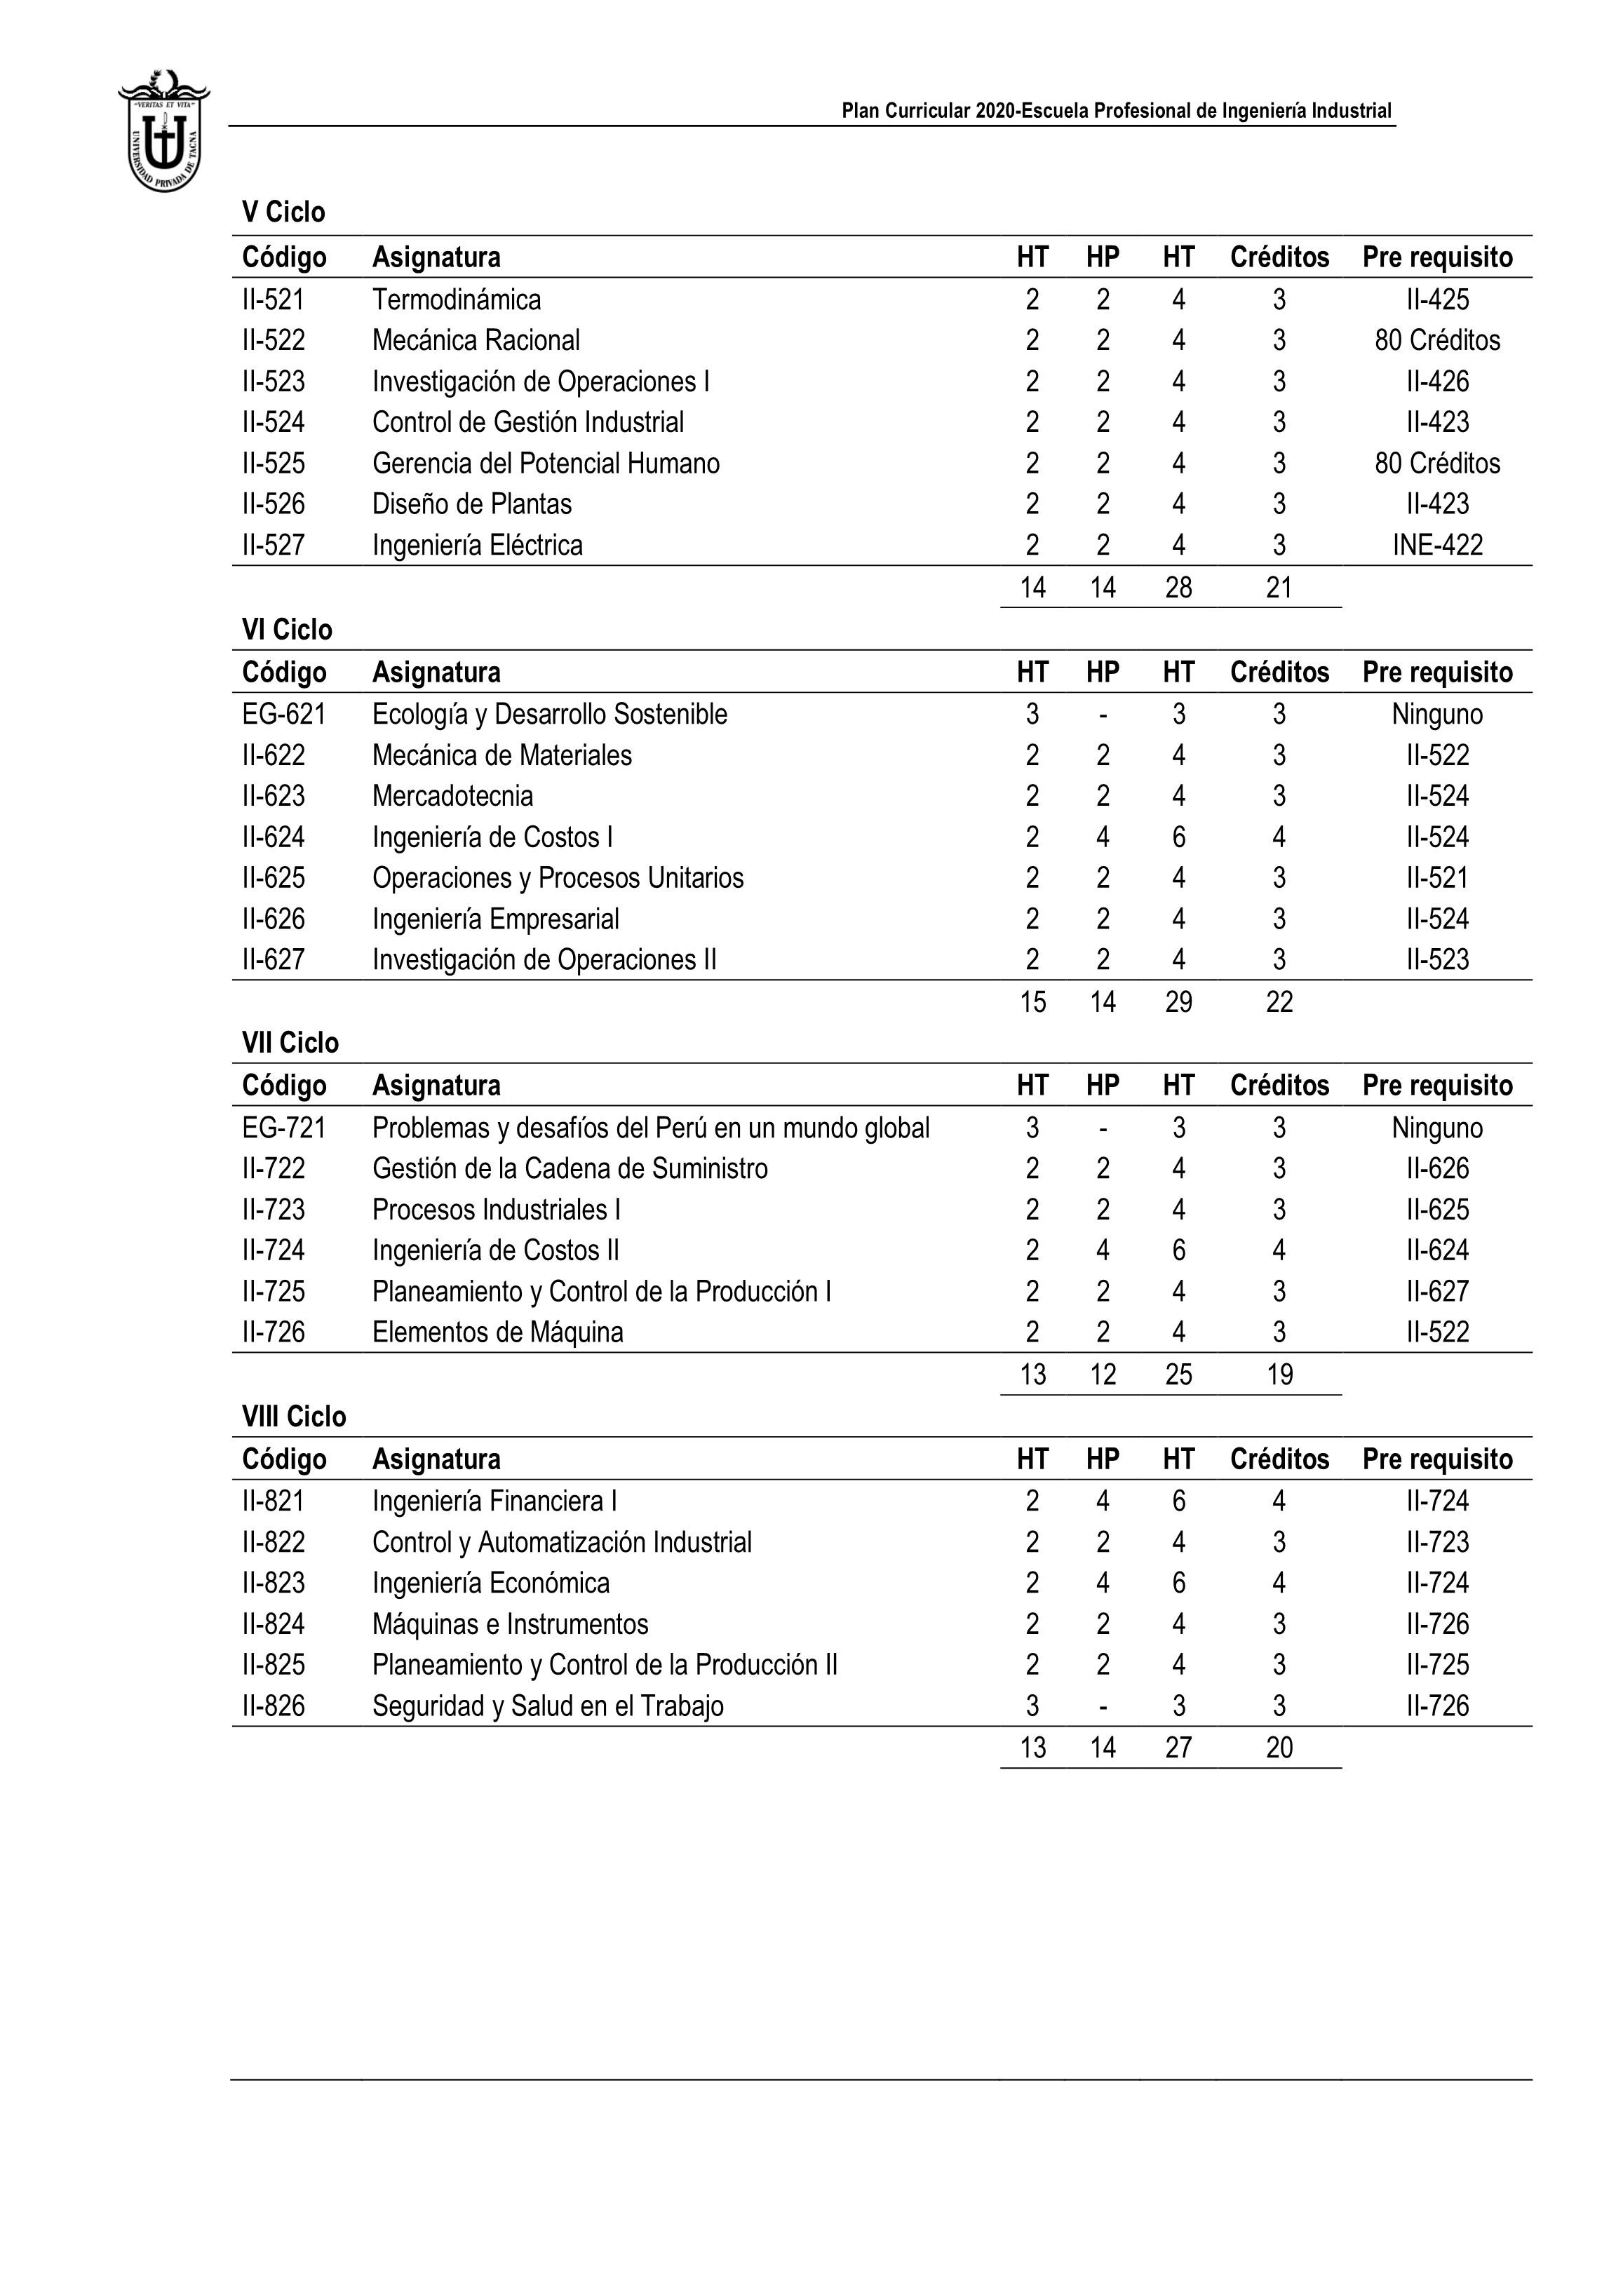 "VERITAS ET VITA"
UNIVERSIDAD PRIVADA DE TACNA
Plan Curricular 2020-Escuela Profesional de Ingeniería Industrial
V Ciclo
Código Asignatura HT HP HT Créditos Pre requisito
II-521 Termodinámica 2 2 4 3 II-425
II-522 Mecánica Racional 2 2 4 3 80 Créditos
II-523 Investigación de Operaciones I 2 2 4 3 II-426
II-524 Control de Gestión Industrial 2 2 4 3 II-423
II-525 Gerencia del Potencial Humano 2 2 4 3 80 Créditos
II-526 Diseño de Plantas 2 2 4 3 II-423
II-527 Ingeniería Eléctrica 2 2 4 3 INE-422
14 14 28 21
VI Ciclo
Código Asignatura HT HP HT Créditos Pre requisito
EG-621 Ecología y Desarrollo Sostenible 3 - 3 3 Ninguno
II-622 Mecánica de Materiales 2 2 4 3 II-522
II-623 Mercadotecnia 2 2 4 3 II-524
II-624 Ingeniería de Costos I 2 4 6 4 II-524
II-625 Operaciones y Procesos Unitarios 2 2 4 3 II-521
II-626 Ingeniería Empresarial 2 2 4 3 II-524
II-627 Investigación de Operaciones II 2 2 4 3 II-523
15 14 29 22
VII Ciclo
Código Asignatura HT HP HT Créditos Pre requisito
EG-721 Problemas y desafíos del Perú en un mundo global 3 - 3 3 Ninguno
II-722 Gestión de la Cadena de Suministro 2 2 4 3 II-626
II-723 Procesos Industriales I 2 2 4 3 II-625
II-724 Ingeniería de Costos II 2 4 6 4 II-624
II-725 Planeamiento y Control de la Producción I 2 2 4 3 II-627
II-726 Elementos de Máquina 2 2 4 3 II-522
13 12 25 19
VIII Ciclo
Código Asignatura HT HP HT Créditos Pre requisito
II-821 Ingeniería Financiera I 2 4 6 4 II-724
II-822 Control y Automatización Industrial 2 2 4 3 II-723
II-823 Ingeniería Económica 2 4 6 4 II-724
II-824 Máquinas e Instrumentos 2 2 4 3 II-726
II-825 Planeamiento y Control de la Producción II 2 2 4 3 II-725
II-826 Seguridad y Salud en el Trabajo 3 - 3 3 II-726
13 14 27 20